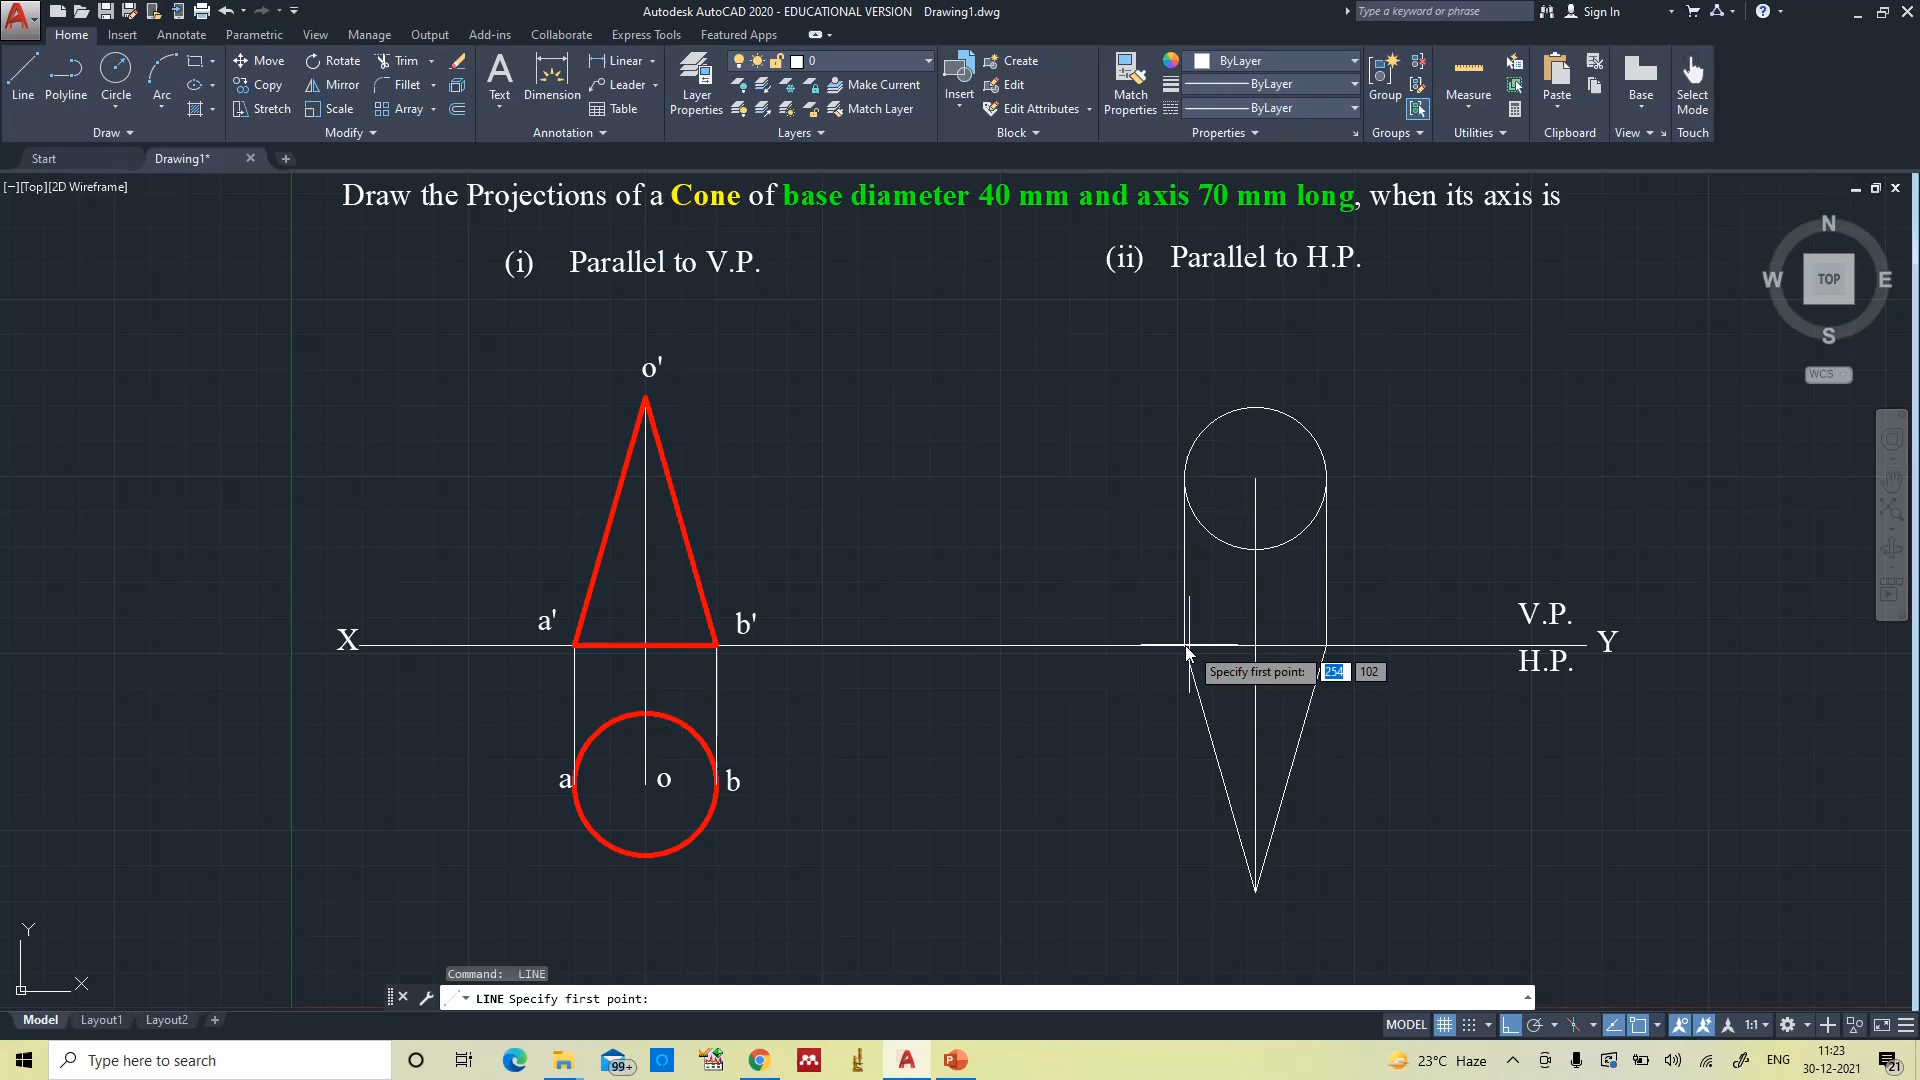 Autodesk AutoCAD 2020 - EDUCATIONAL VERSION Drawing1.dwg
Type a keyword or phrase
Sign In
Home Insert Annotate Parametric View Manage Output Add-ins Collaborate Express Tools Featured Apps
Line Polyline Circle Arc
Move Rotate Trim
Copy Mirror Fillet
Stretch Scale Array
Text Dimension
Linear
Leader
Table
Layer Properties
0
Make Current
Match Layer
Insert
Create
Edit
Edit Attributes
Match Properties
ByLayer
ByLayer
ByLayer
Group
Measure
Paste
Base
Select Mode
Draw Modify Annotation Layers Block Properties Groups Utilities Clipboard View Touch
Start Drawing1*
[−][Top][2D Wireframe]
Draw the Projections of a Cone of base diameter 40 mm and axis 70 mm long, when its axis is
(i) Parallel to V.P.
(ii) Parallel to H.P.
N
W TOP E
S
WCS
o'
a' b'
X
V.P.
Y
H.P.
Specify first point: 254 102
a o b
Y
X
Command: LINE
LINE Specify first point:
Model Layout1 Layout2
MODEL 1:1
Type here to search
99+
23°C Haze
ENG
11:23
30-12-2021
21